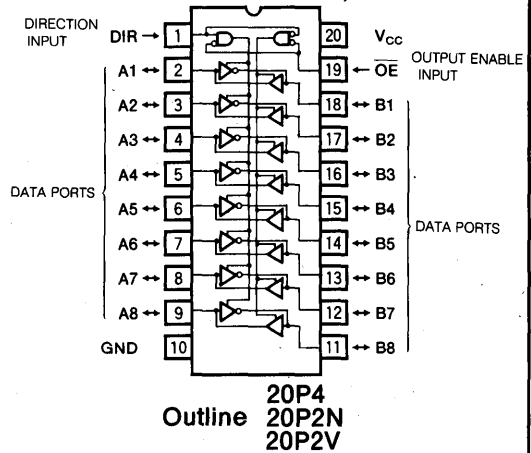 DIRECTION INPUT
DIR → 1
A1 ↔ 2
A2 ↔ 3
A3 ↔ 4
A4 ↔ 5
A5 ↔ 6
A6 ↔ 7
A7 ↔ 8
A8 ↔ 9
GND 10
DATA PORTS
20 VCC
19 ← OE
OUTPUT ENABLE INPUT
18 ↔ B1
17 ↔ B2
16 ↔ B3
15 ↔ B4
14 ↔ B5
13 ↔ B6
12 ↔ B7
11 ↔ B8
DATA PORTS
Outline 20P4
20P2N
20P2V